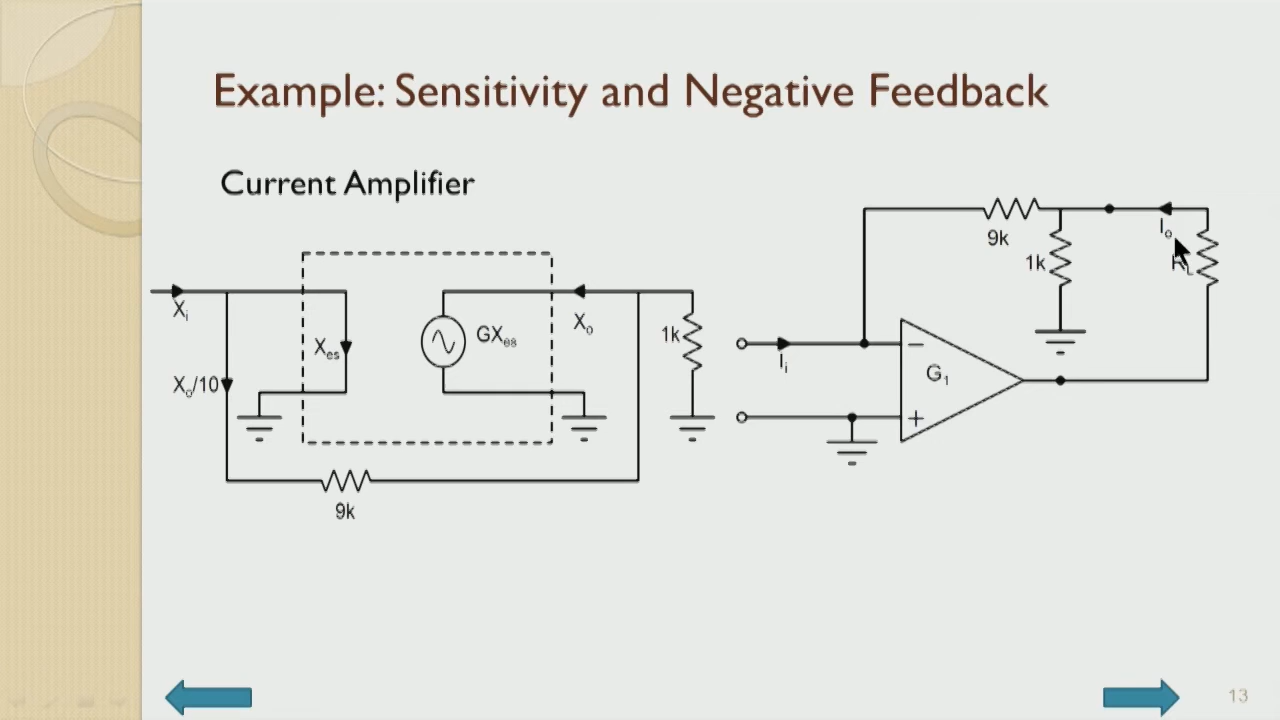 Example: Sensitivity and Negative Feedback
Current Amplifier
9k
Iₒ
1k
R_L
Xᵢ
Xₑₛ
GXₑₛ
Xₒ
1k
Iᵢ
−
G₁
+
Xₒ/10
9k
13